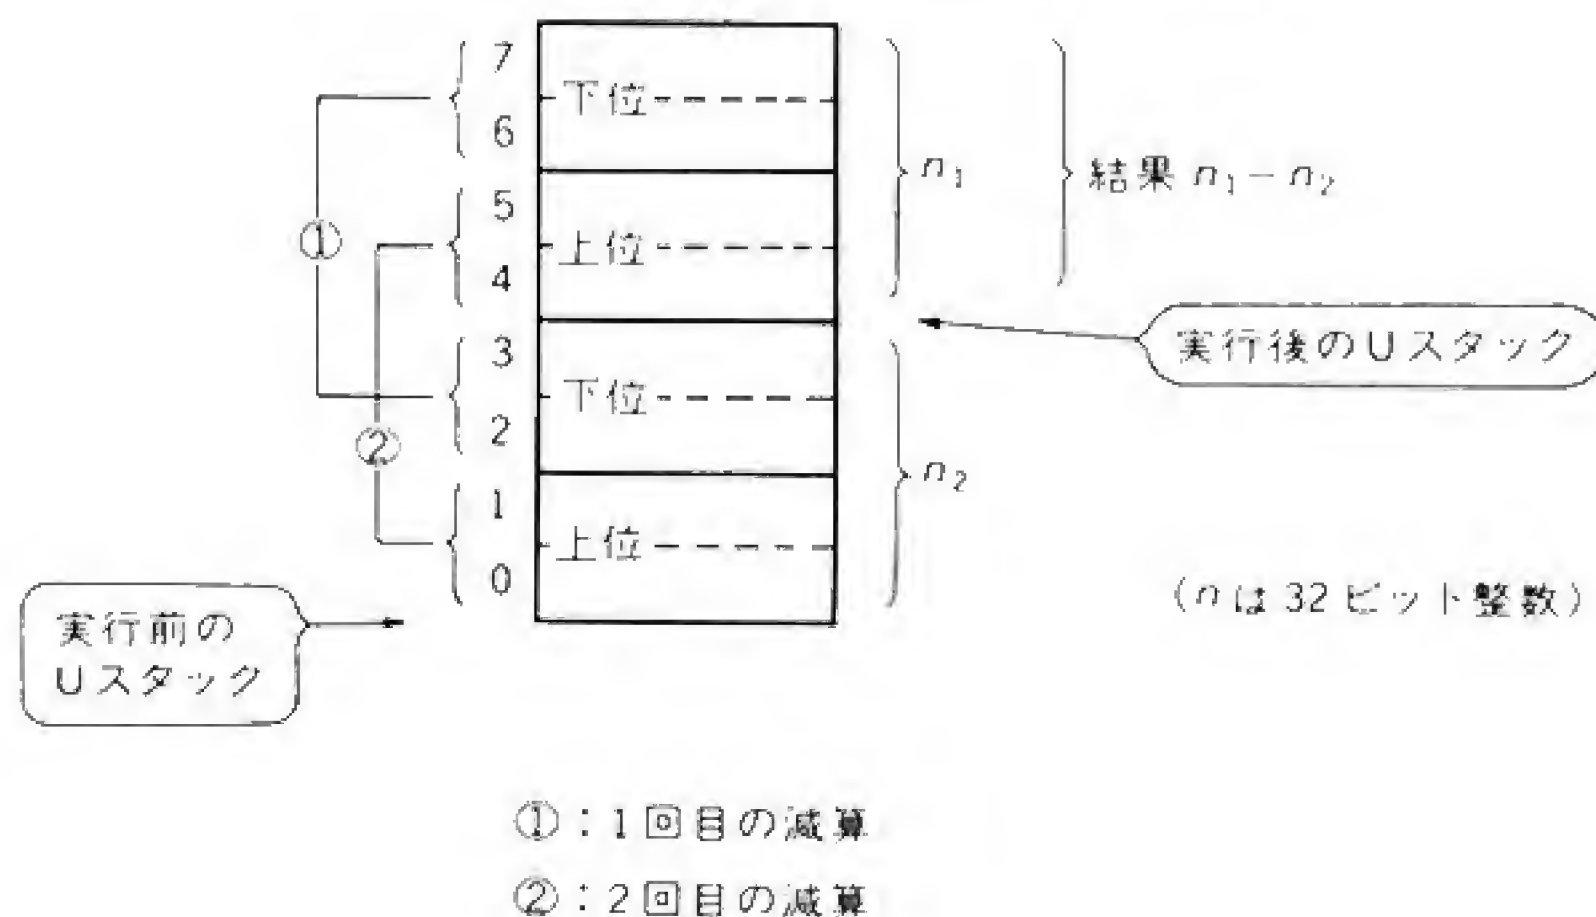 7
下位
6
n₁
結果 n₁−n₂
5
①
上位
4
実行後のUスタック
3
下位
②
2
n₂
1
上位
0
(nは32ビット整数)
実行前の
Uスタック
①:1回目の減算
②:2回目の減算